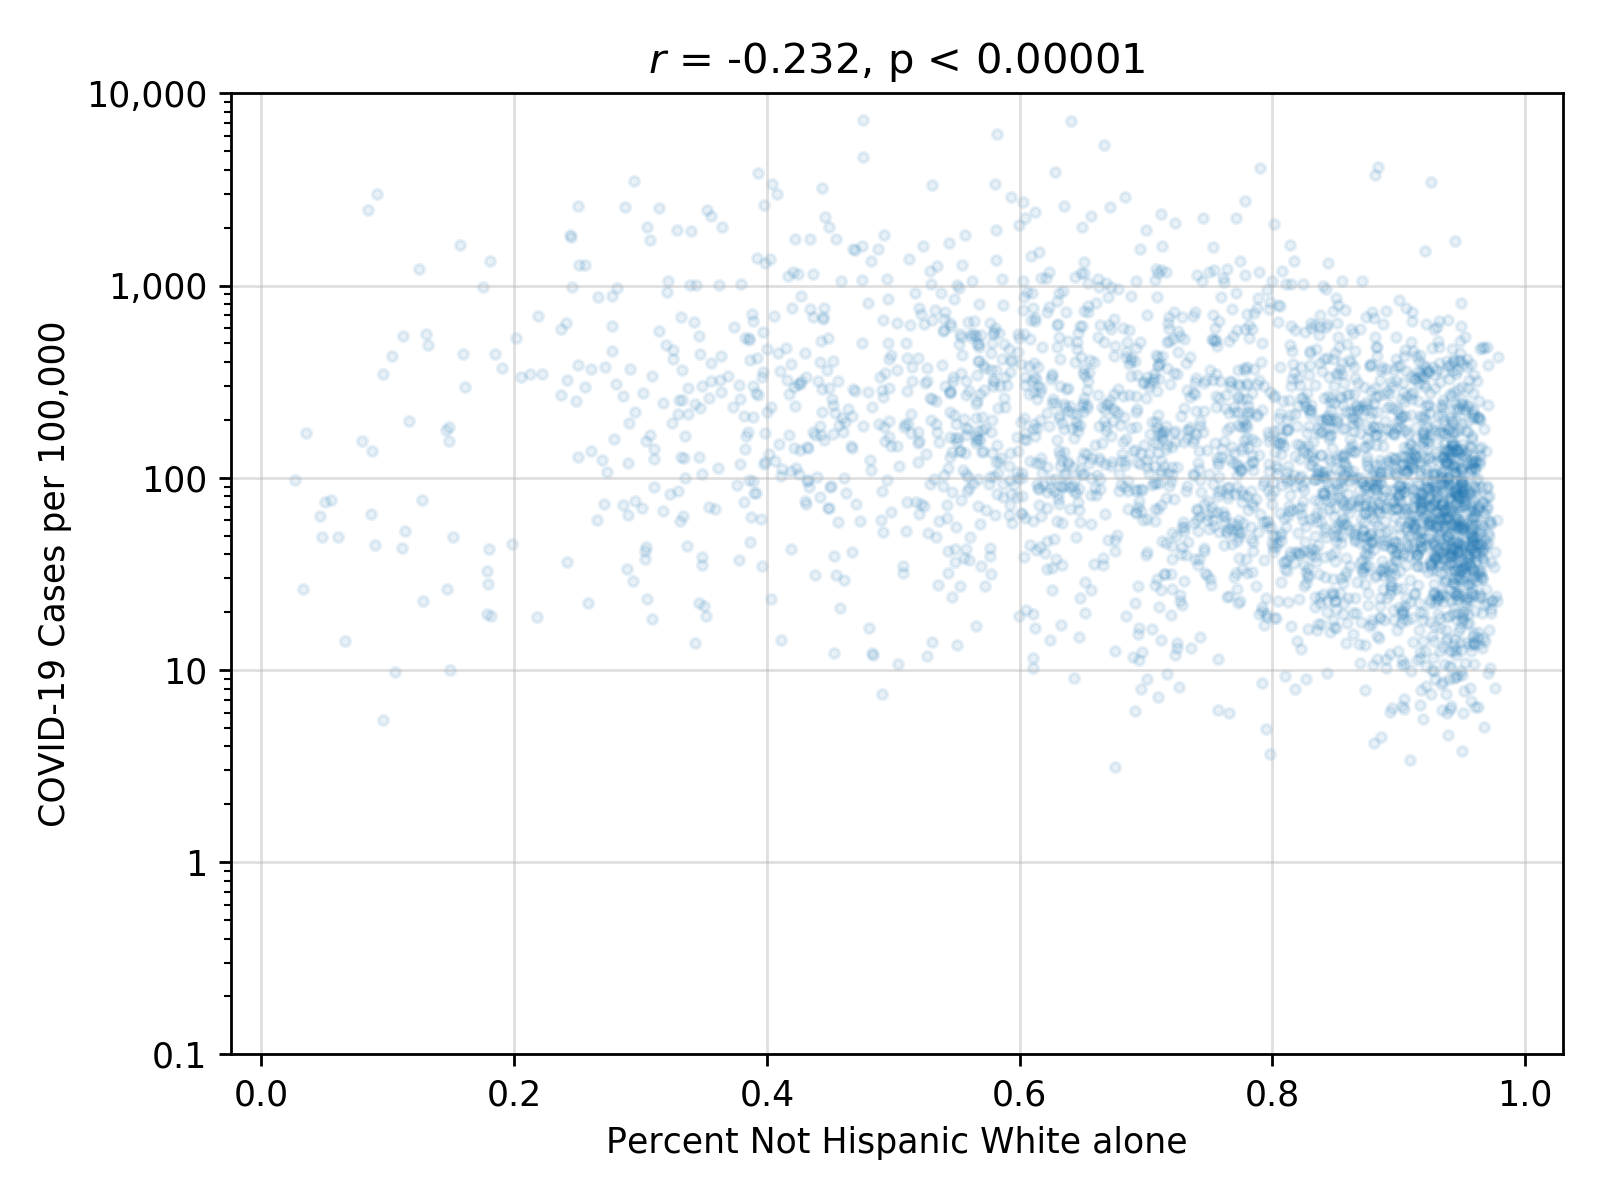 r = -0.232, p < 0.00001
10,000
1,000
100
10
1
0.1
COVID-19 Cases per 100,000
0.0 0.2 0.4 0.6 0.8 1.0
Percent Not Hispanic White alone